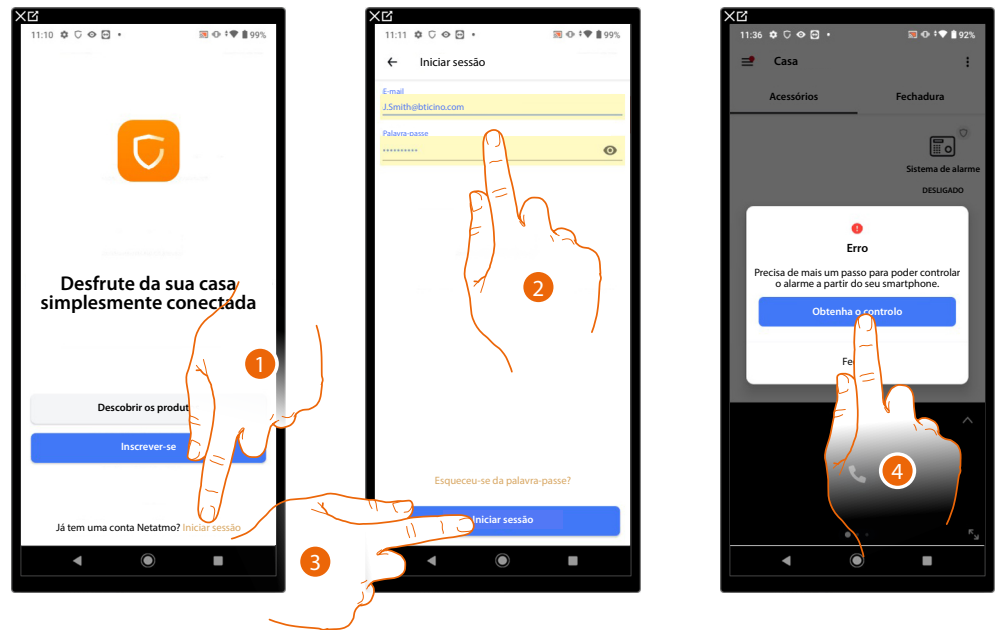 11:10
99%
Desfrute da sua casa
simplesmente conectada
Descobrir os produt
Inscrever-se
Já tem uma conta Netatmo? Iniciar sessão
1
11:11
99%
Iniciar sessão
E-mail
J.Smith@bticino.com
Palavra-passe
••••••••••
2
Esqueceu-se da palavra-passe?
Iniciar sessão
3
11:36
92%
Casa
Acessórios
Fechadura
Sistema de alarme
DESLIGADO
Erro
Precisa de mais um passo para poder controlar
o alarme a partir do seu smartphone.
Obtenha o controlo
Fe
4